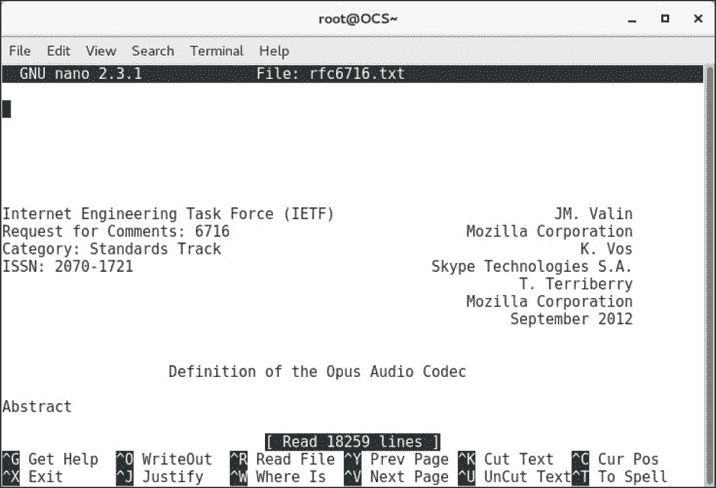 root@OCS~
File Edit View Search Terminal Help
GNU nano 2.3.1 File: rfc6716.txt
Internet Engineering Task Force (IETF) JM. Valin
Request for Comments: 6716 Mozilla Corporation
Category: Standards Track K. Vos
ISSN: 2070-1721 Skype Technologies S.A.
T. Terriberry
Mozilla Corporation
September 2012
Definition of the Opus Audio Codec
Abstract
[ Read 18259 lines ]
^G Get Help ^O WriteOut ^R Read File ^Y Prev Page ^K Cut Text ^C Cur Pos
^X Exit ^J Justify ^W Where Is ^V Next Page ^U UnCut Text ^T To Spell